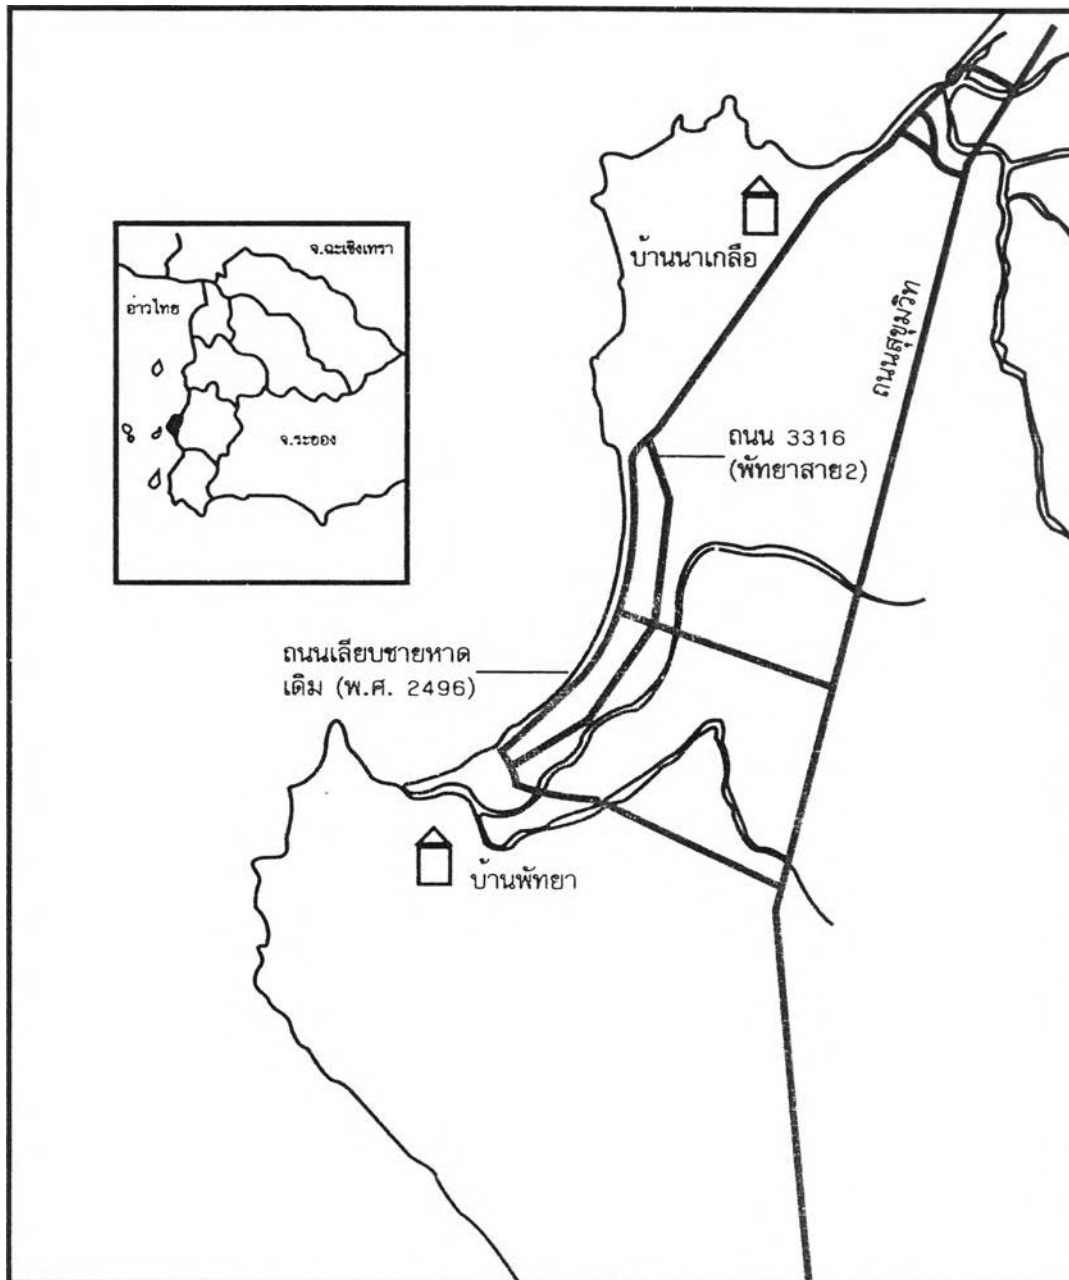 จ.ฉะเชิงเทรา
อ่าวไทย
จ.ระยอง
บ้านนาเกลือ
ถนนสุขุมวิท
ถนน 3316
(พัทยาสาย2)
ถนนเลียบชายหาด
เดิม (พ.ศ. 2496)
บ้านพัทยา